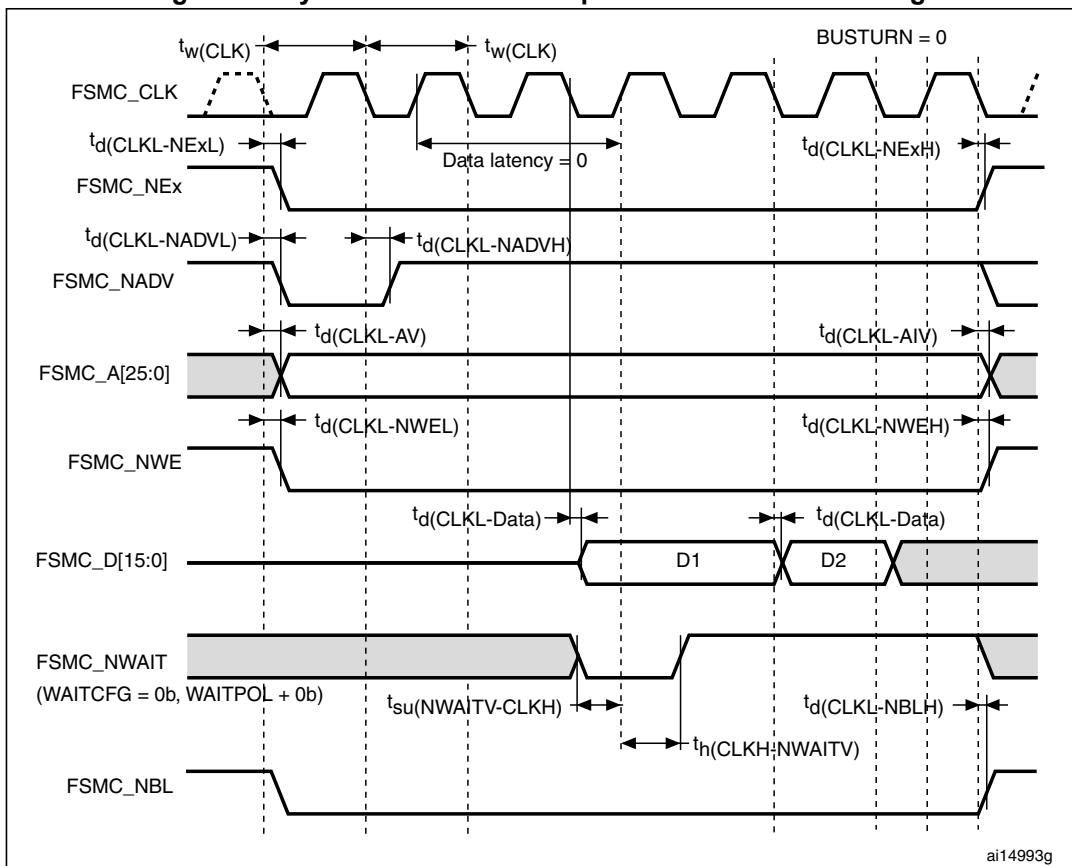 tw(CLK)
tw(CLK)
BUSTURN = 0
FSMC_CLK
td(CLKL-NExL)
Data latency = 0
td(CLKL-NExH)
FSMC_NEx
td(CLKL-NADVL)
td(CLKL-NADVH)
FSMC_NADV
td(CLKL-AV)
td(CLKL-AIV)
FSMC_A[25:0]
td(CLKL-NWEL)
td(CLKL-NWEH)
FSMC_NWE
td(CLKL-Data)
td(CLKL-Data)
FSMC_D[15:0]
D1
D2
FSMC_NWAIT
(WAITCFG = 0b, WAITPOL + 0b)
tsu(NWAITV-CLKH)
td(CLKL-NBLH)
th(CLKH-NWAITV)
FSMC_NBL
ai14993g